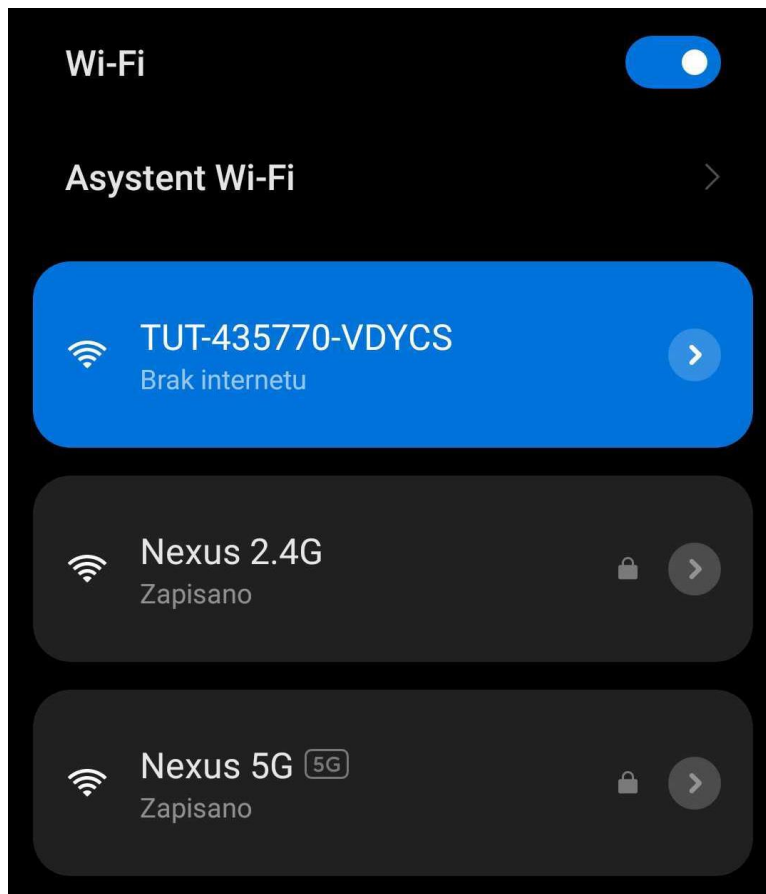 Wi-Fi
Asystent Wi-Fi
TUT-435770-VDYCS
Brak internetu
Nexus 2.4G
Zapisano
Nexus 5G 5G
Zapisano